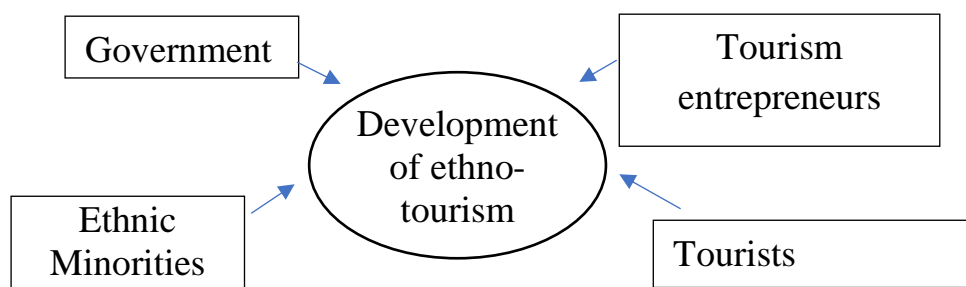 Government
Tourism
entrepreneurs
Development
of ethno-
tourism
Ethnic
Minorities
Tourists